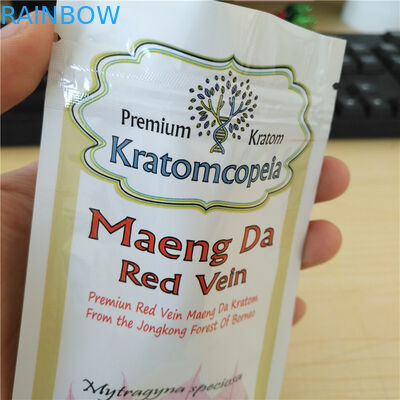 RAINBOW
Premium Kratom
Kratomcopeia
Maeng Da
Red Vein
Premiun Red Vein Maeng Da Kratom
From the Jongkong Forest Of Borneo
Mytragyna speciosa